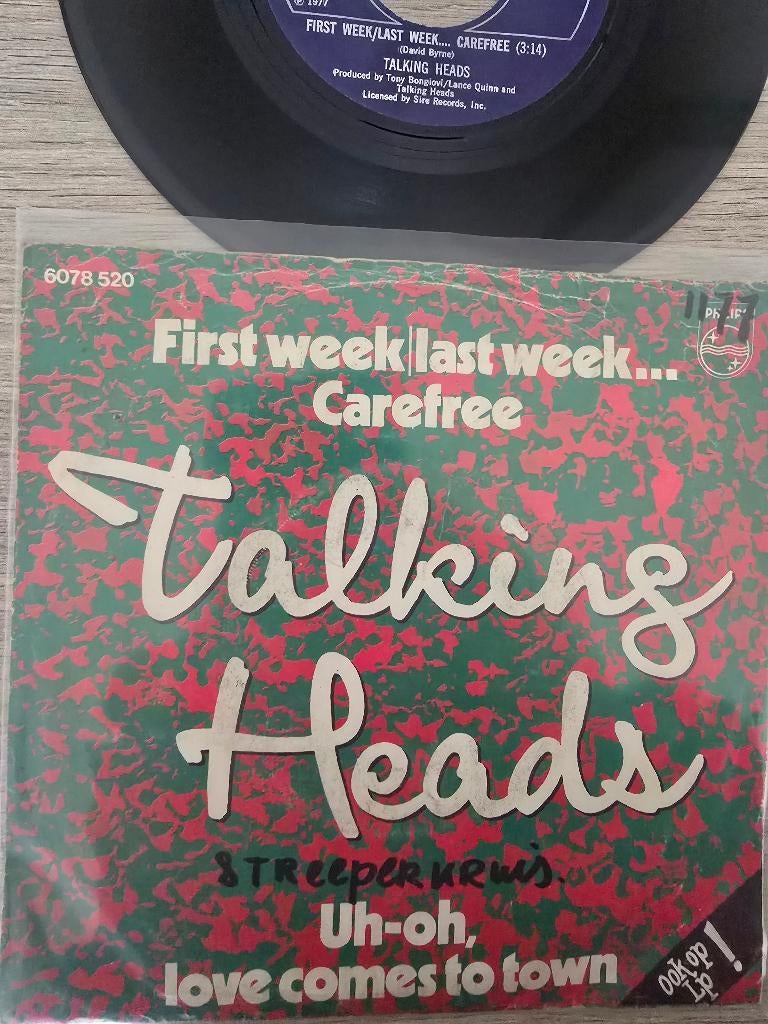 ℗ 1977
FIRST WEEK/LAST WEEK.... CAREFREE (3:14)
(David Byrne)
TALKING HEADS
Produced by Tony Bongiovi/Lance Quinn and
Talking Heads
Licensed by Sire Records, Inc.
6078 520
1177
PHILIPS
First week/last week...
Carefree
Talking
Heads
Uh-oh,
love comes to town
Ook op
Lp!